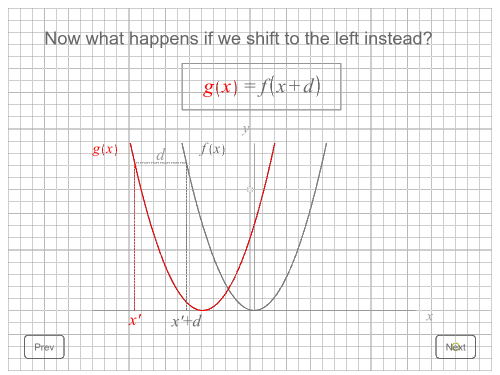 Now what happens if we shift to the left instead?
g(x) = f(x+d)
y
g(x) d f(x)
x
x' x'+d
Prev Next